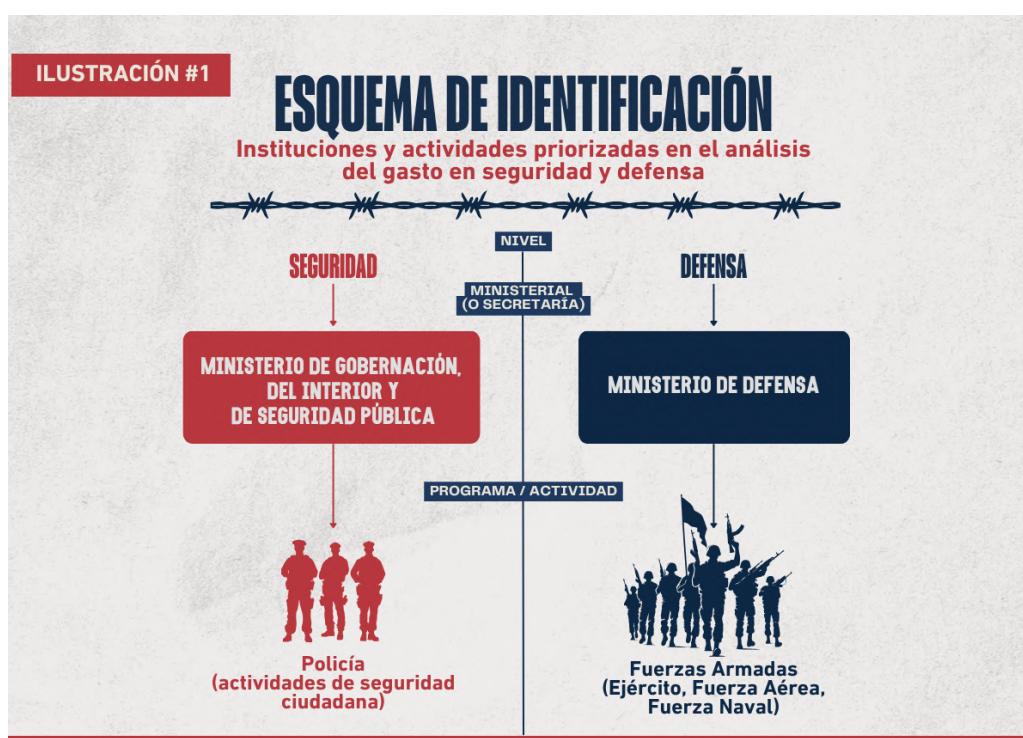 ILUSTRACIÓN #1
ESQUEMA DE IDENTIFICACIÓN
Instituciones y actividades priorizadas en el análisis
del gasto en seguridad y defensa
NIVEL
SEGURIDAD
DEFENSA
MINISTERIAL
(O SECRETARÍA)
MINISTERIO DE GOBERNACIÓN,
DEL INTERIOR Y
DE SEGURIDAD PÚBLICA
MINISTERIO DE DEFENSA
PROGRAMA / ACTIVIDAD
Policía
(actividades de seguridad
ciudadana)
Fuerzas Armadas
(Ejército, Fuerza Aérea,
Fuerza Naval)